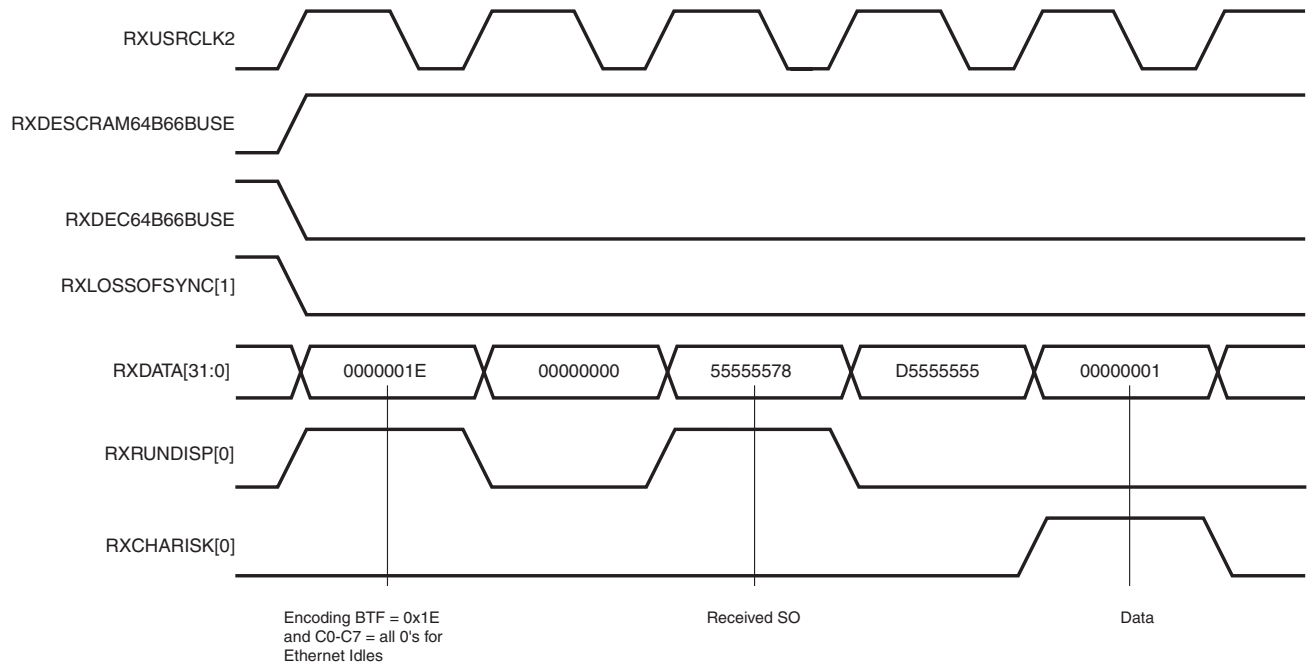 RXUSRCLK2
RXDESCRAM64B66BUSE
RXDEC64B66BUSE
RXLOSSOFSYNC[1]
RXDATA[31:0] 0000001E 00000000 55555578 D5555555 00000001
RXRUNDISP[0]
RXCHARISK[0]
Encoding BTF = 0x1E
and C0-C7 = all 0's for
Ethernet Idles
Received SO
Data